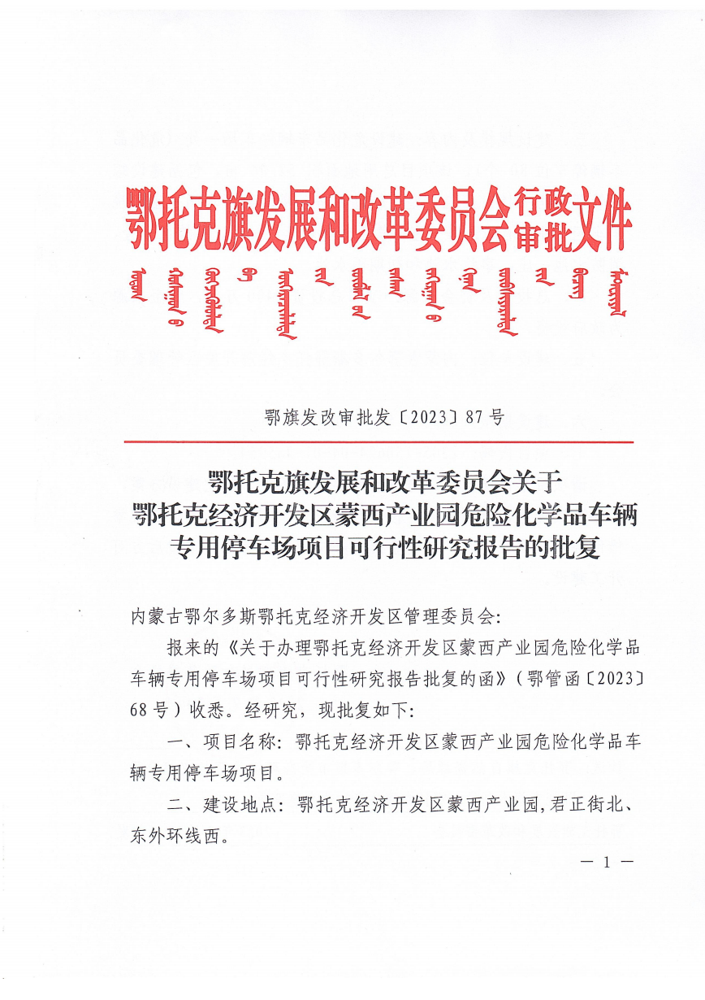 鄂托克旗发展和改革委员会行政审批文件
鄂旗发改审批发〔2023〕87号
鄂托克旗发展和改革委员会关于
鄂托克经济开发区蒙西产业园危险化学品车辆
专用停车场项目可行性研究报告的批复
内蒙古鄂尔多斯鄂托克经济开发区管理委员会:
报来的《关于办理鄂托克经济开发区蒙西产业园危险化学品
车辆专用停车场项目可行性研究报告批复的函》（鄂管函〔2023〕
68号）收悉。经研究，现批复如下:
一、项目名称：鄂托克经济开发区蒙西产业园危险化学品车
辆专用停车场项目。
二、建设地点：鄂托克经济开发区蒙西产业园,君正街北、
东外环线西。
— 1 —